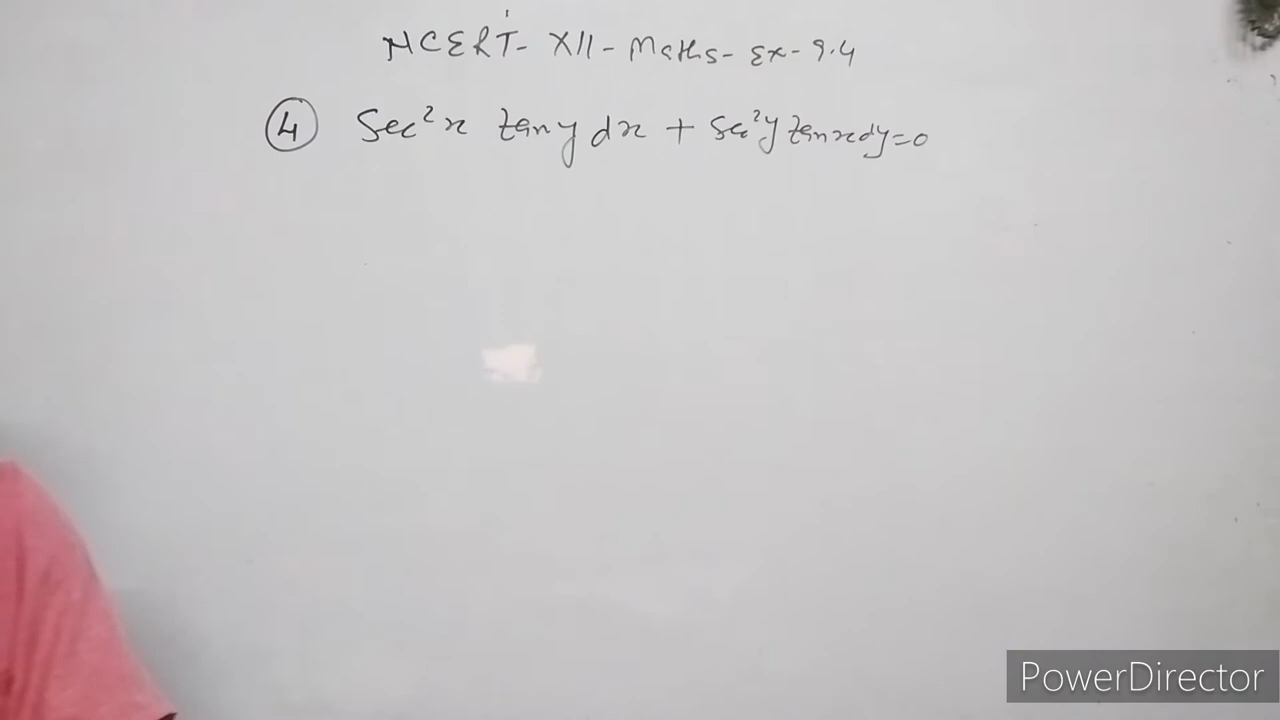 NCERT- XII - Maths - Ex - 9.4
4 Sec²x tany dx + Sec²y tanx dy = 0
PowerDirector